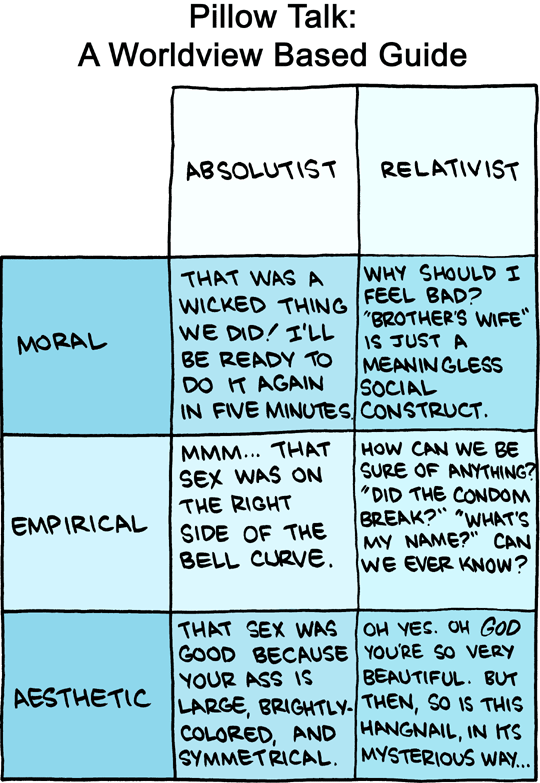 Pillow Talk:
A Worldview Based Guide
ABSOLUTIST
RELATIVIST
MORAL
THAT WAS A
WICKED THING
WE DID! I'LL
BE READY TO
DO IT AGAIN
IN FIVE MINUTES.
WHY SHOULD I
FEEL BAD?
"BROTHER'S WIFE"
IS JUST A
MEANINGLESS
SOCIAL
CONSTRUCT.
EMPIRICAL
MMM... THAT
SEX WAS ON
THE RIGHT
SIDE OF THE
BELL CURVE.
HOW CAN WE BE
SURE OF ANYTHING?
"DID THE CONDOM
BREAK?" "WHAT'S
MY NAME?" CAN
WE EVER KNOW?
AESTHETIC
THAT SEX WAS
GOOD BECAUSE
YOUR ASS IS
LARGE, BRIGHTLY-
COLORED, AND
SYMMETRICAL.
OH YES. OH GOD
YOU'RE SO VERY
BEAUTIFUL. BUT
THEN, SO IS THIS
HANGNAIL, IN ITS
MYSTERIOUS WAY...